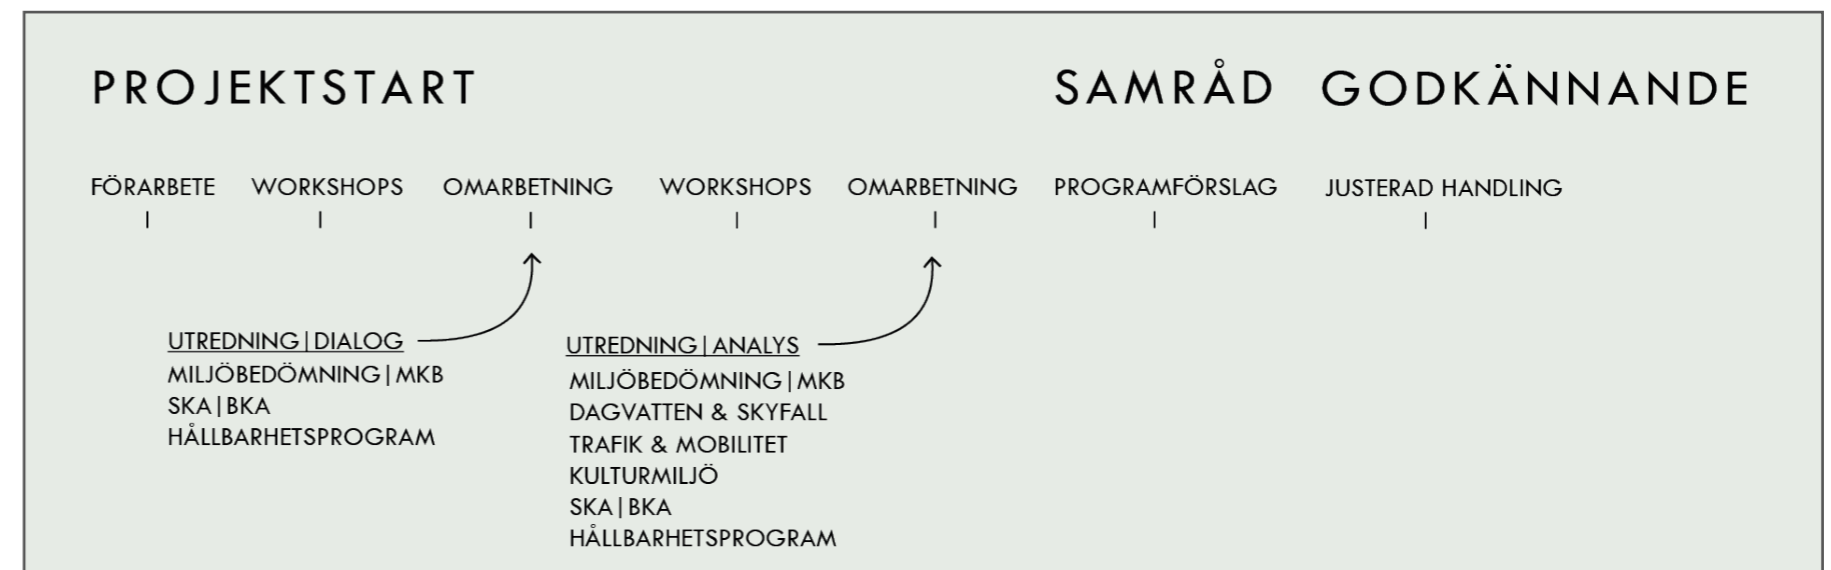 PROJEKTSTART SAMRÅD GODKÄNNANDE
FÖRARBETE WORKSHOPS OMARBETNING WORKSHOPS OMARBETNING PROGRAMFÖRSLAG JUSTERAD HANDLING
UTREDNING|DIALOG
MILJÖBEDÖMNING|MKB
SKA|BKA
HÅLLBARHETSPROGRAM
UTREDNING|ANALYS
MILJÖBEDÖMNING|MKB
DAGVATTEN & SKYFALL
TRAFIK & MOBILITET
KULTURMILJÖ
SKA|BKA
HÅLLBARHETSPROGRAM